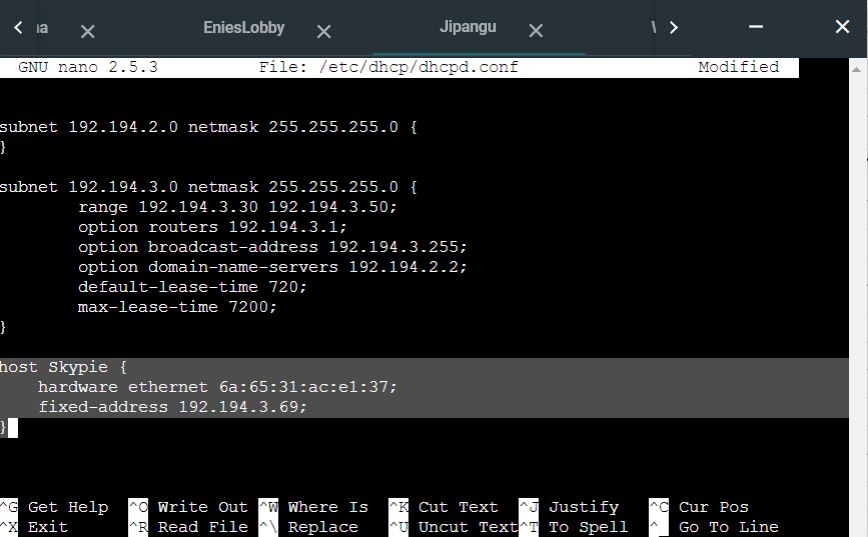 EniesLobby Jipangu
GNU nano 2.5.3 File: /etc/dhcp/dhcpd.conf Modified
subnet 192.194.2.0 netmask 255.255.255.0 {
}
subnet 192.194.3.0 netmask 255.255.255.0 {
range 192.194.3.30 192.194.3.50;
option routers 192.194.3.1;
option broadcast-address 192.194.3.255;
option domain-name-servers 192.194.2.2;
default-lease-time 720;
max-lease-time 7200;
}
host Skypie {
hardware ethernet 6a:65:31:ac:e1:37;
fixed-address 192.194.3.69;
}
^G Get Help ^O Write Out ^W Where Is ^K Cut Text ^J Justify ^C Cur Pos
^X Exit ^R Read File ^\ Replace ^U Uncut Text ^T To Spell ^_ Go To Line